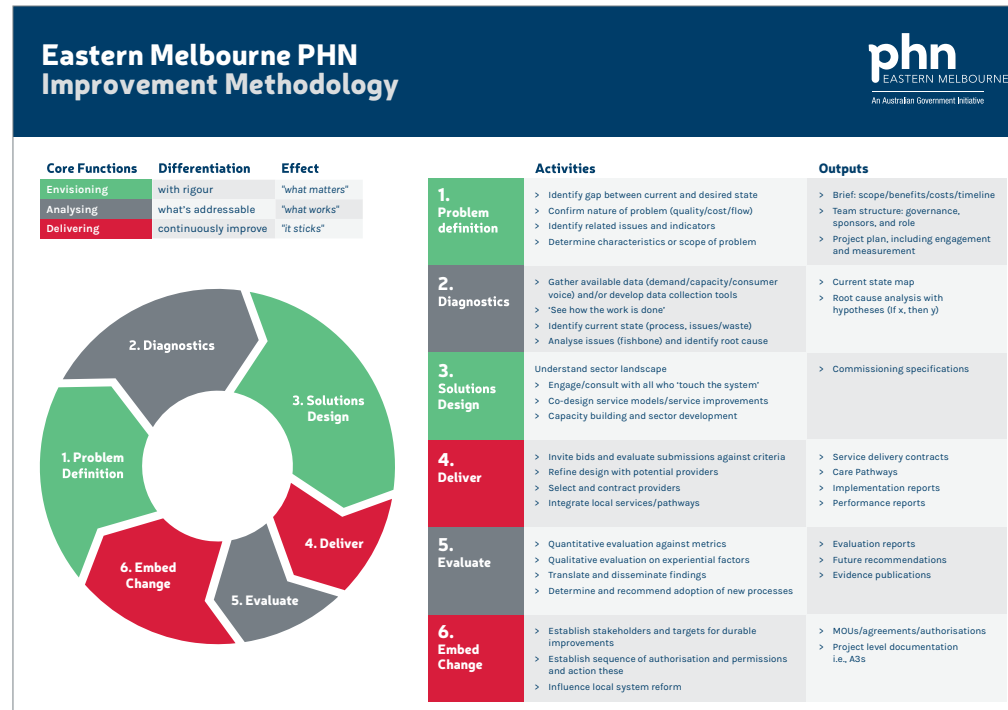 Eastern Melbourne PHN
Improvement Methodology
phn
EASTERN MELBOURNE
An Australian Government Initiative
Core Functions Differentiation Effect
Envisioning with rigour "what matters"
Analysing what's addressable "what works"
Delivering continuously improve "it sticks"
2. Diagnostics
3. Solutions
Design
1. Problem
Definition
4. Deliver
6. Embed
Change
5. Evaluate
Activities Outputs
1.
Problem
definition
> Identify gap between current and desired state
> Confirm nature of problem (quality/cost/flow)
> Identify related issues and indicators
> Determine characteristics or scope of problem
> Brief: scope/benefits/costs/timeline
> Team structure: governance,
sponsors, and role
> Project plan, including engagement
and measurement
2.
Diagnostics
> Gather available data (demand/capacity/consumer
voice) and/or develop data collection tools
> 'See how the work is done'
> Identify current state (process, issues/waste)
> Analyse issues (fishbone) and identify root cause
> Current state map
> Root cause analysis with
hypotheses (If x, then y)
3.
Solutions
Design
Understand sector landscape
> Engage/consult with all who 'touch the system'
> Co-design service models/service improvements
> Capacity building and sector development
> Commissioning specifications
4.
Deliver
> Invite bids and evaluate submissions against criteria
> Refine design with potential providers
> Select and contract providers
> Integrate local services/pathways
> Service delivery contracts
> Care Pathways
> Implementation reports
> Performance reports
5.
Evaluate
> Quantitative evaluation against metrics
> Qualitative evaluation on experiential factors
> Translate and disseminate findings
> Determine and recommend adoption of new processes
> Evaluation reports
> Future recommendations
> Evidence publications
6.
Embed
Change
> Establish stakeholders and targets for durable
improvements
> Establish sequence of authorisation and permissions
and action these
> Influence local system reform
> MOUs/agreements/authorisations
> Project level documentation
i.e., A3s